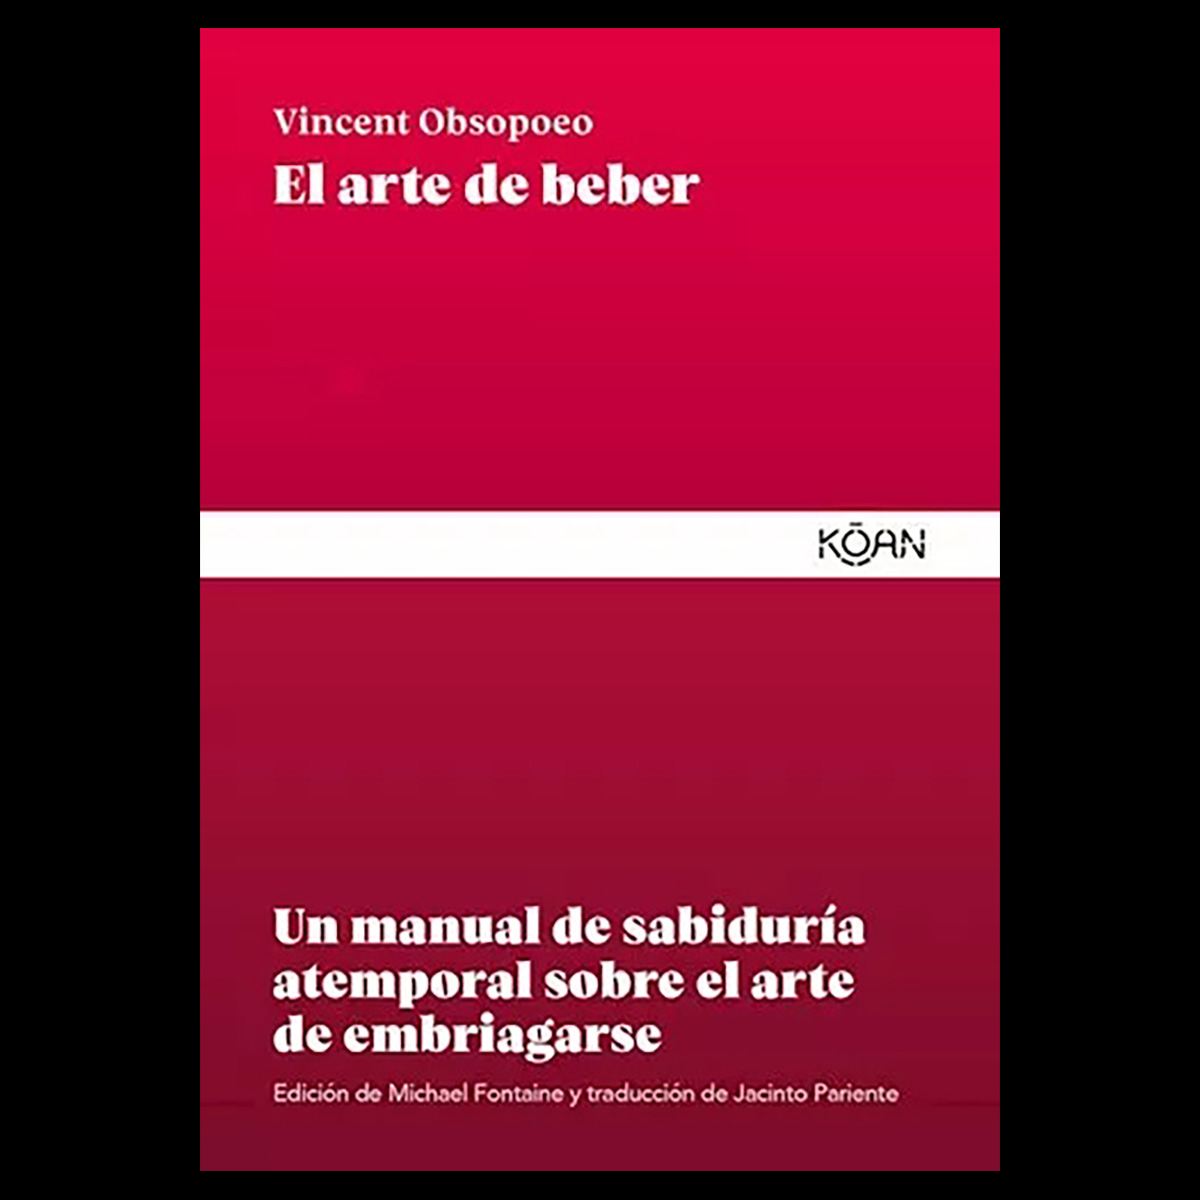 Vincent Obsopoeo
El arte de beber
KŌAN
Un manual de sabiduría
atemporal sobre el arte
de embriagarse
Edición de Michael Fontaine y traducción de Jacinto Pariente